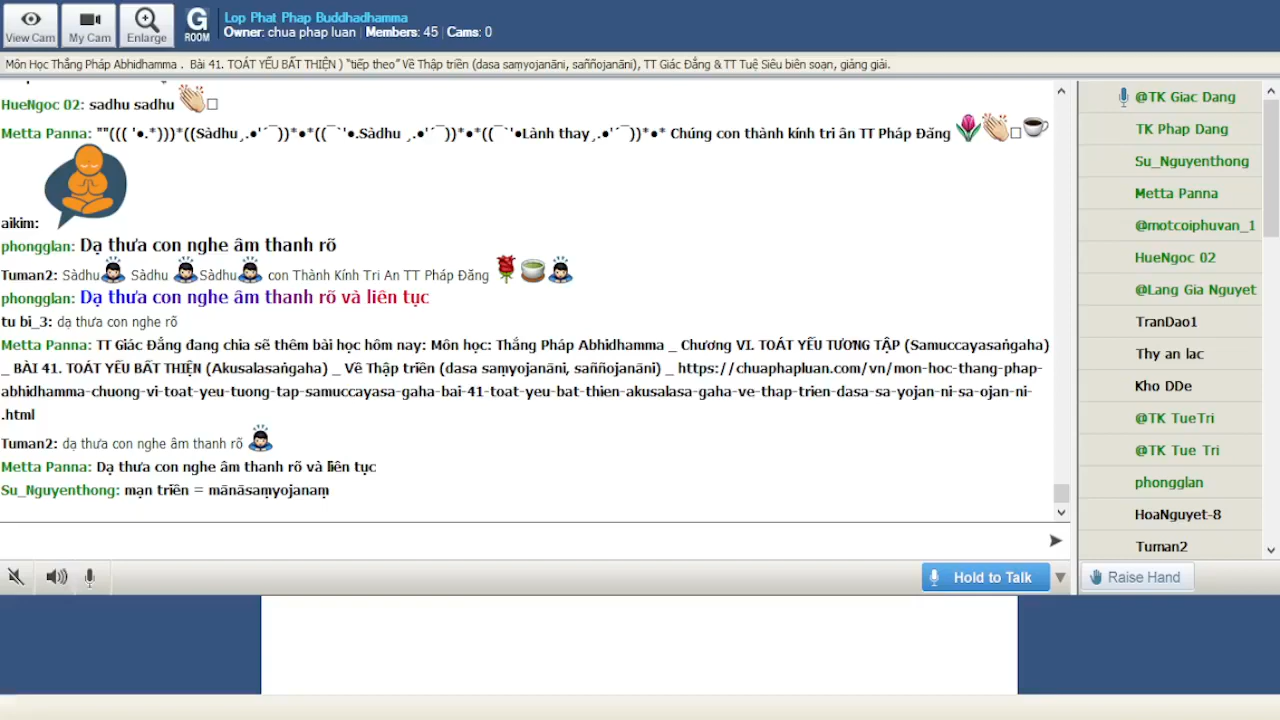 View Cam
My Cam
Enlarge
G
ROOM
Lop Phat Phap Buddhadhamma
Owner: chua phap luan | Members: 45 | Cams: 0
Môn Học Thắng Pháp Abhidhamma . Bài 41. TOÁT YẾU BẤT THIỆN ) “tiếp theo” Về Thập triền (dasa saṃyojanāni, saññojanāni), TT Giác Đẳng & TT Tuệ Siêu biên soạn, giảng giải.
HueNgoc 02: sadhu sadhu
Metta Panna: ""((( '●.*)))*((Sàdhu ¸.●'´¯))*●*((¯`'●.Sàdhu ¸.●'´¯))*●*((¯`'●Lành thay¸.●'´¯))*●* Chúng con thành kính tri ân TT Pháp Đăng
aikim:
phongglan: Dạ thưa con nghe âm thanh rõ
Tuman2: Sàdhu Sàdhu Sàdhu con Thành Kính Tri An TT Pháp Đăng
phongglan: Dạ thưa con nghe âm thanh rõ và liên tục
tu bi_3: dạ thưa con nghe rõ
Metta Panna: TT Giác Đẳng đang chia sẽ thêm bài học hôm nay: Môn học: Thắng Pháp Abhidhamma _ Chương VI. TOÁT YẾU TƯƠNG TẬP (Samuccayasaṅgaha)
_ BÀI 41. TOÁT YẾU BẤT THIỆN (Akusalasaṅgaha) _ Về Thập triền (dasa saṃyojanāni, saññojanāni) _ https://chuaphapluan.com/vn/mon-hoc-thang-phap-
abhidhamma-chuong-vi-toat-yeu-tuong-tap-samuccayasa-gaha-bai-41-toat-yeu-bat-thien-akusalasa-gaha-ve-thap-trien-dasa-sa-yojan-ni-sa-ojan-ni-
.html
Tuman2: dạ thưa con nghe âm thanh rõ
Metta Panna: Dạ thưa con nghe âm thanh rõ và liên tục
Su_Nguyenthong: mạn triền = mānāsaṃyojanaṃ
Hold to Talk
@TK Giac Dang
TK Phap Dang
Su_Nguyenthong
Metta Panna
@motcoiphuvan_1
HueNgoc 02
@Lang Gia Nguyet
TranDao1
Thy an lac
Kho DDe
@TK TueTri
@TK Tue Tri
phongglan
HoaNguyet-8
Tuman2
Raise Hand